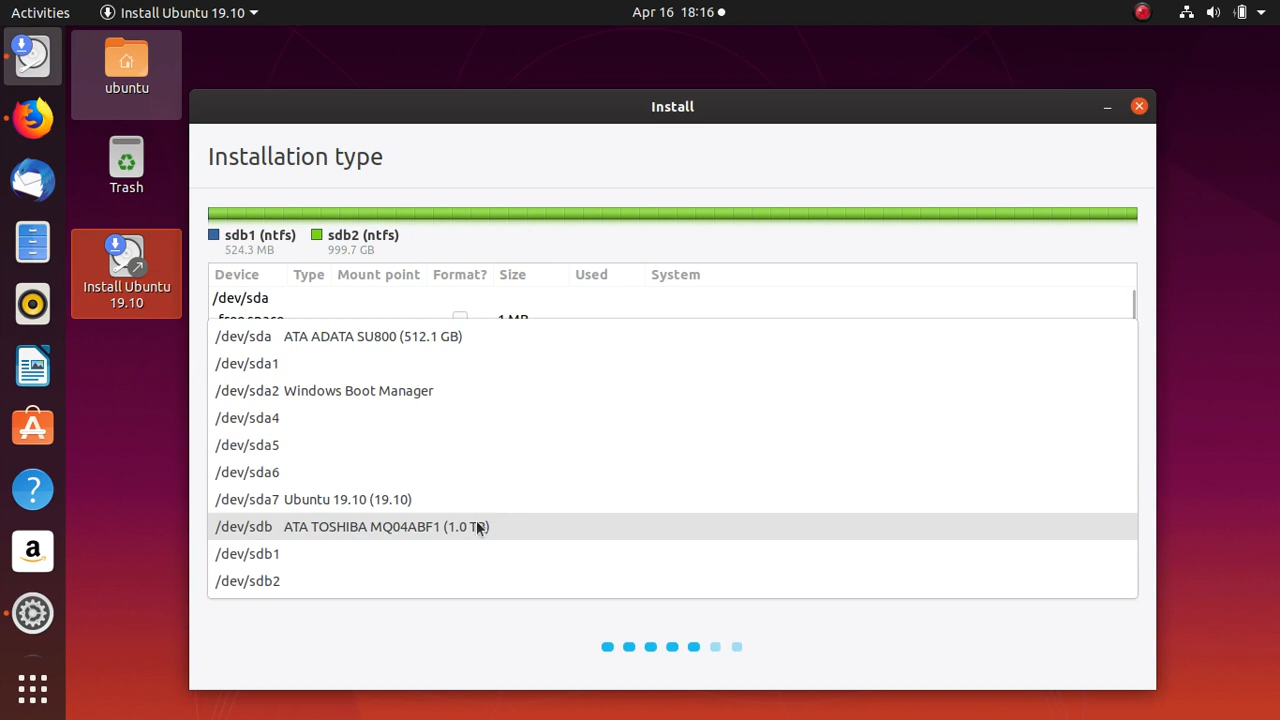 Activities
Install Ubuntu 19.10
Apr 16 18:16
ubuntu
Trash
Install Ubuntu
19.10
Install
Installation type
sdb1 (ntfs)
524.3 MB
sdb2 (ntfs)
999.7 GB
Device Type Mount point Format? Size Used System
/dev/sda
free space 1 MB
/dev/sda ATA ADATA SU800 (512.1 GB)
/dev/sda1
/dev/sda2 Windows Boot Manager
/dev/sda4
/dev/sda5
/dev/sda6
/dev/sda7 Ubuntu 19.10 (19.10)
/dev/sdb ATA TOSHIBA MQ04ABF1 (1.0 TB)
/dev/sdb1
/dev/sdb2